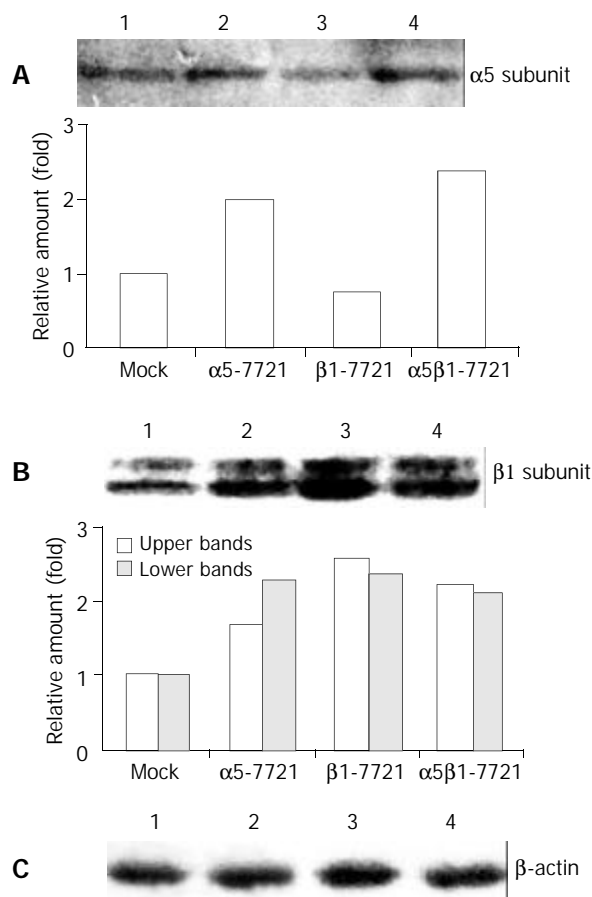 1 2 3 4
A
α5 subunit
Relative amount (fold)
3
2
1
0
Mock α5-7721 β1-7721 α5β1-7721
1 2 3 4
B
β1 subunit
Relative amount (fold)
3
2
1
0
Upper bands
Lower bands
Mock α5-7721 β1-7721 α5β1-7721
1 2 3 4
C
β-actin